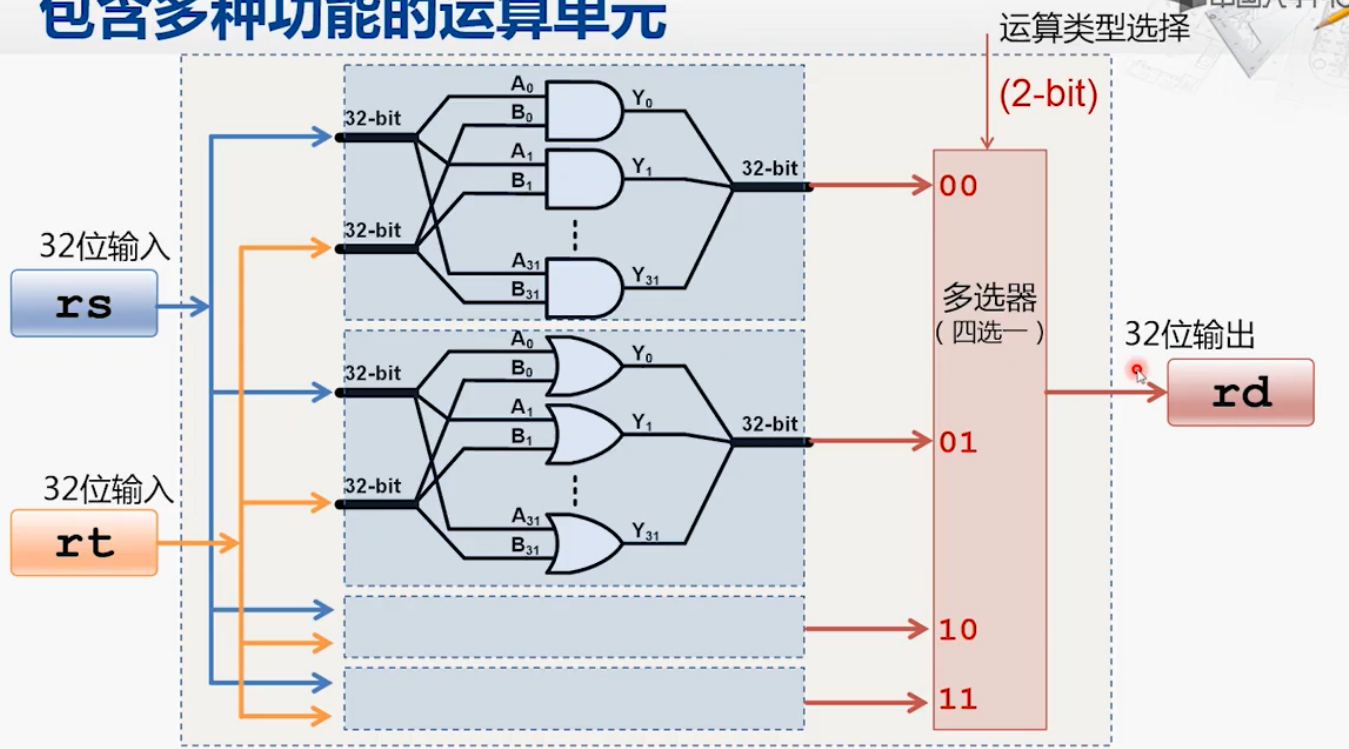 包含多种功能的运算单元
运算类型选择
(2-bit)
32位输入
rs
32位输入
rt
32-bit
32-bit
A0
B0
A1
B1
A31
B31
Y0
Y1
Y31
32-bit
00
32-bit
32-bit
A0
B0
A1
B1
A31
B31
Y0
Y1
Y31
32-bit
01
10
11
多选器
（四选一）
32位输出
rd